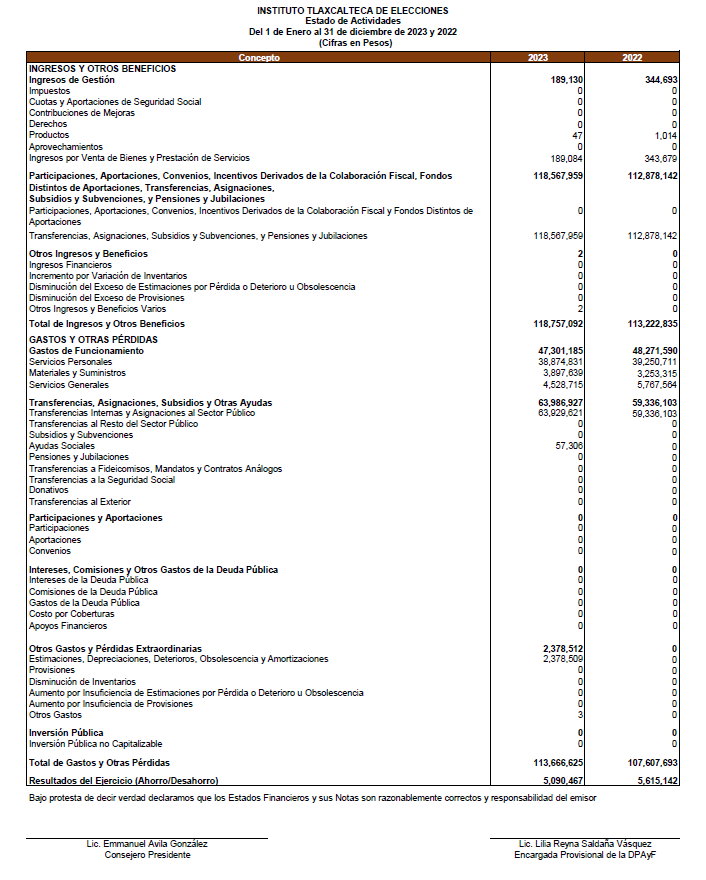 INSTITUTO TLAXCALTECA DE ELECCIONES
Estado de Actividades
Del 1 de Enero al 31 de diciembre de 2023 y 2022
(Cifras en Pesos)
Concepto 2023 2022
INGRESOS Y OTROS BENEFICIOS
Ingresos de Gestión 189,130 344,693
Impuestos 0 0
Cuotas y Aportaciones de Seguridad Social 0 0
Contribuciones de Mejoras 0 0
Derechos 0 0
Productos 47 1,014
Aprovechamientos 0 0
Ingresos por Venta de Bienes y Prestación de Servicios 189,084 343,679
Participaciones, Aportaciones, Convenios, Incentivos Derivados de la Colaboración Fiscal, Fondos 118,567,959 112,878,142
Distintos de Aportaciones, Transferencias, Asignaciones,
Subsidios y Subvenciones, y Pensiones y Jubilaciones
Participaciones, Aportaciones, Convenios, Incentivos Derivados de la Colaboración Fiscal y Fondos Distintos de 0 0
Aportaciones
Transferencias, Asignaciones, Subsidios y Subvenciones, y Pensiones y Jubilaciones 118,567,959 112,878,142
Otros Ingresos y Beneficios 2 0
Ingresos Financieros 0 0
Incremento por Variación de Inventarios 0 0
Disminución del Exceso de Estimaciones por Pérdida o Deterioro u Obsolescencia 0 0
Disminución del Exceso de Provisiones 0 0
Otros Ingresos y Beneficios Varios 2 0
Total de Ingresos y Otros Beneficios 118,757,092 113,222,835
GASTOS Y OTRAS PÉRDIDAS
Gastos de Funcionamiento 47,301,185 48,271,590
Servicios Personales 38,874,831 39,250,711
Materiales y Suministros 3,897,639 3,253,315
Servicios Generales 4,528,715 5,767,564
Transferencias, Asignaciones, Subsidios y Otras Ayudas 63,986,927 59,336,103
Transferencias Internas y Asignaciones al Sector Público 63,929,621 59,336,103
Transferencias al Resto del Sector Público 0 0
Subsidios y Subvenciones 0 0
Ayudas Sociales 57,306 0
Pensiones y Jubilaciones 0 0
Transferencias a Fideicomisos, Mandatos y Contratos Análogos 0 0
Transferencias a la Seguridad Social 0 0
Donativos 0 0
Transferencias al Exterior 0 0
Participaciones y Aportaciones 0 0
Participaciones 0 0
Aportaciones 0 0
Convenios 0 0
Intereses, Comisiones y Otros Gastos de la Deuda Pública 0 0
Intereses de la Deuda Pública 0 0
Comisiones de la Deuda Pública 0 0
Gastos de la Deuda Pública 0 0
Costo por Coberturas 0 0
Apoyos Financieros 0 0
Otros Gastos y Pérdidas Extraordinarias 2,378,512 0
Estimaciones, Depreciaciones, Deterioros, Obsolescencia y Amortizaciones 2,378,509 0
Provisiones 0 0
Disminución de Inventarios 0 0
Aumento por Insuficiencia de Estimaciones por Pérdida o Deterioro u Obsolescencia 0 0
Aumento por Insuficiencia de Provisiones 0 0
Otros Gastos 3 0
Inversión Pública 0 0
Inversión Pública no Capitalizable 0 0
Total de Gastos y Otras Pérdidas 113,666,625 107,607,693
Resultados del Ejercicio (Ahorro/Desahorro) 5,090,467 5,615,142
Bajo protesta de decir verdad declaramos que los Estados Financieros y sus Notas son razonablemente correctos y responsabilidad del emisor
Lic. Emmanuel Avila González Lic. Lilia Reyna Saldaña Vásquez
Consejero Presidente Encargada Provisional de la DPAyF